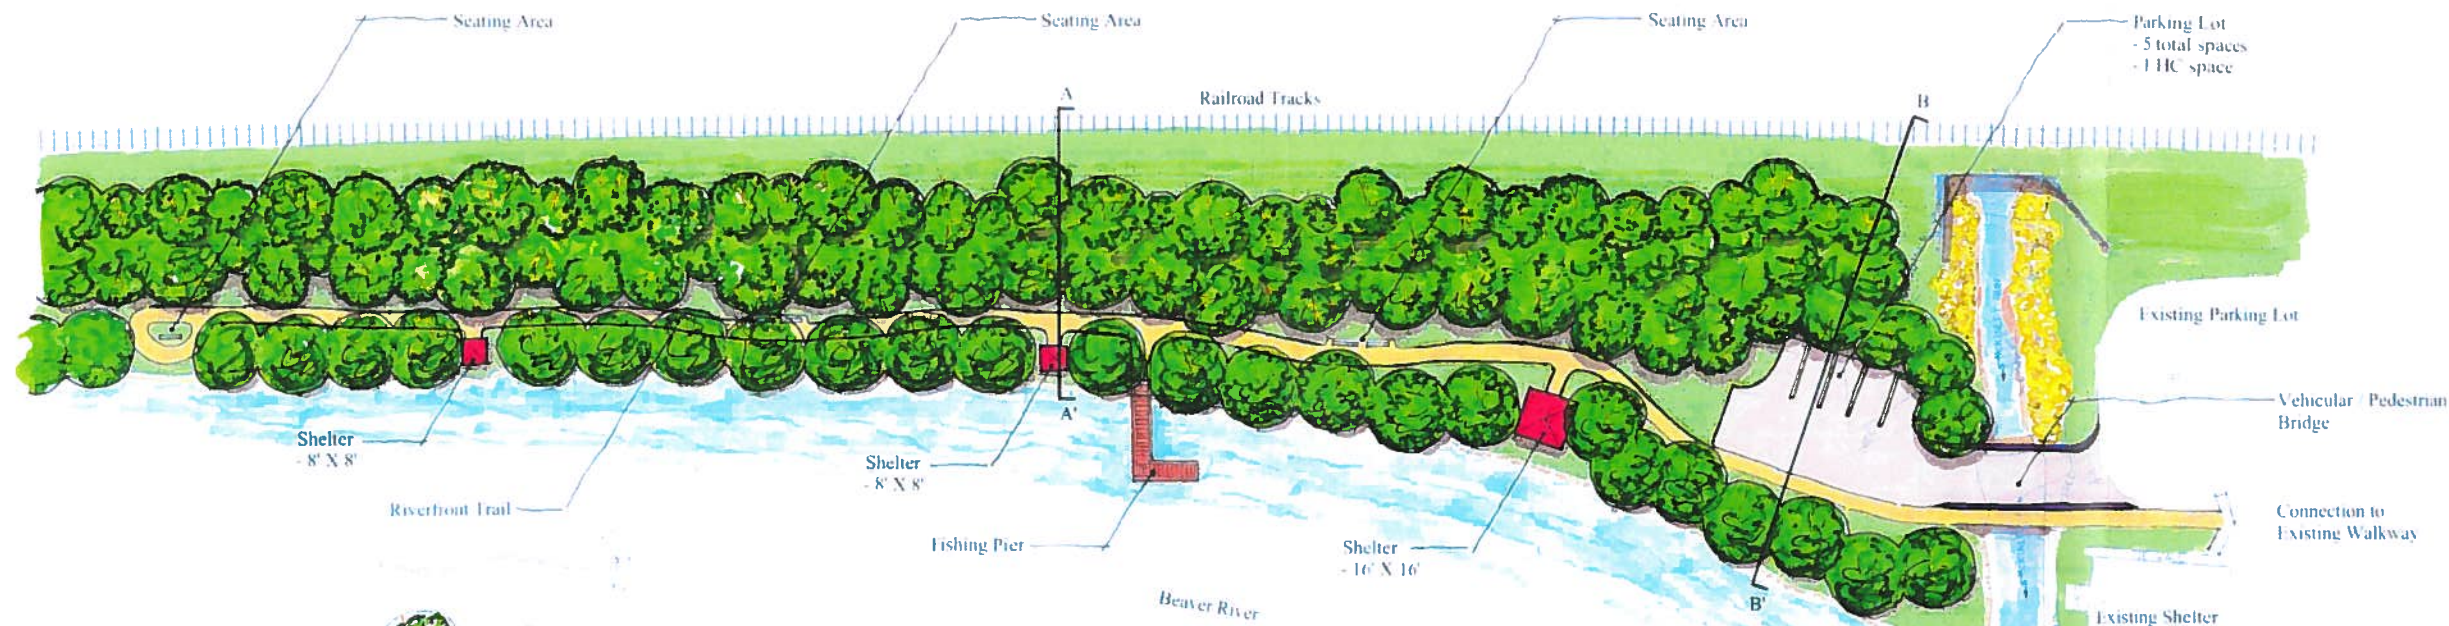 Seating Area
Seating Area
Seating Area
Parking Lot
- 5 total spaces
- 1 HC space
A
Railroad Tracks
B
Existing Parking Lot
Vehicular / Pedestrian
Bridge
A'
Shelter
- 8' X 8'
Shelter
- 8' X 8'
Riverfront Trail
Connection to
Existing Walkway
Fishing Pier
Shelter
- 16' X 16'
Beaver River
B'
Existing Shelter